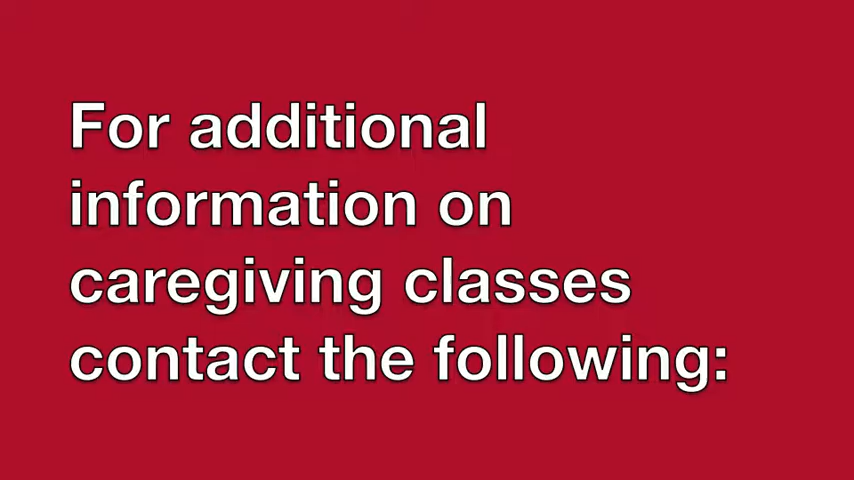 For additional
information on
caregiving classes
contact the following: